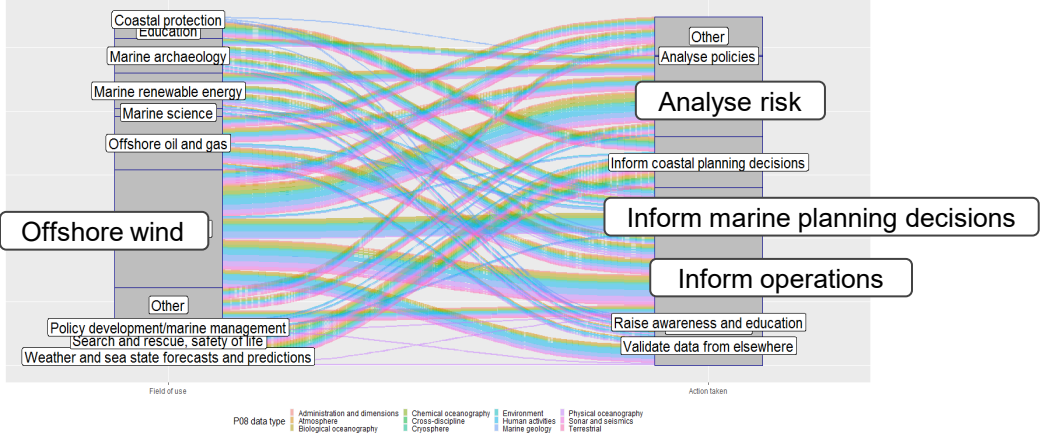 Coastal protection
Education
Marine archaeology
Marine renewable energy
Marine science
Offshore oil and gas
Offshore wind
Other
Policy development/marine management
Search and rescue, safety of life
Weather and sea state forecasts and predictions
Other
Analyse policies
Analyse risk
Inform coastal planning decisions
Inform marine planning decisions
Inform operations
Raise awareness and education
Validate data from elsewhere
Field of use
Action taken
P08 data type
Administration and dimensions
Atmosphere
Biological oceanography
Chemical oceanography
Cross-discipline
Cryosphere
Environment
Human activities
Marine geology
Physical oceanography
Sonar and seismics
Terrestrial